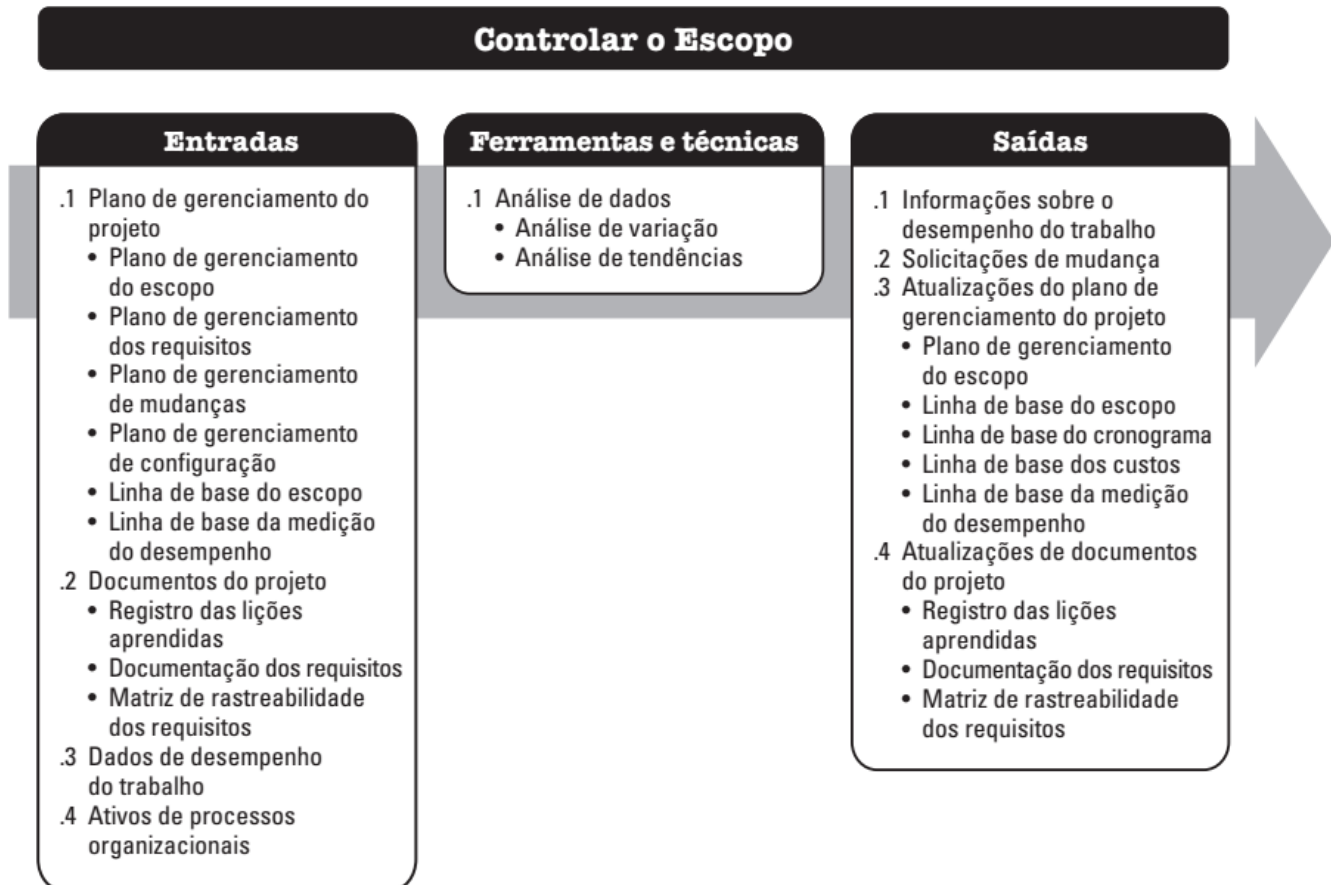 Controlar o Escopo
Entradas
.1 Plano de gerenciamento do
projeto
• Plano de gerenciamento
do escopo
• Plano de gerenciamento
dos requisitos
• Plano de gerenciamento
de mudanças
• Plano de gerenciamento
de configuração
• Linha de base do escopo
• Linha de base da medição
do desempenho
.2 Documentos do projeto
• Registro das lições
aprendidas
• Documentação dos requisitos
• Matriz de rastreabilidade
dos requisitos
.3 Dados de desempenho
do trabalho
.4 Ativos de processos
organizacionais
Ferramentas e técnicas
.1 Análise de dados
• Análise de variação
• Análise de tendências
Saídas
.1 Informações sobre o
desempenho do trabalho
.2 Solicitações de mudança
.3 Atualizações do plano de
gerenciamento do projeto
• Plano de gerenciamento
do escopo
• Linha de base do escopo
• Linha de base do cronograma
• Linha de base dos custos
• Linha de base da medição
do desempenho
.4 Atualizações de documentos
do projeto
• Registro das lições
aprendidas
• Documentação dos requisitos
• Matriz de rastreabilidade
dos requisitos